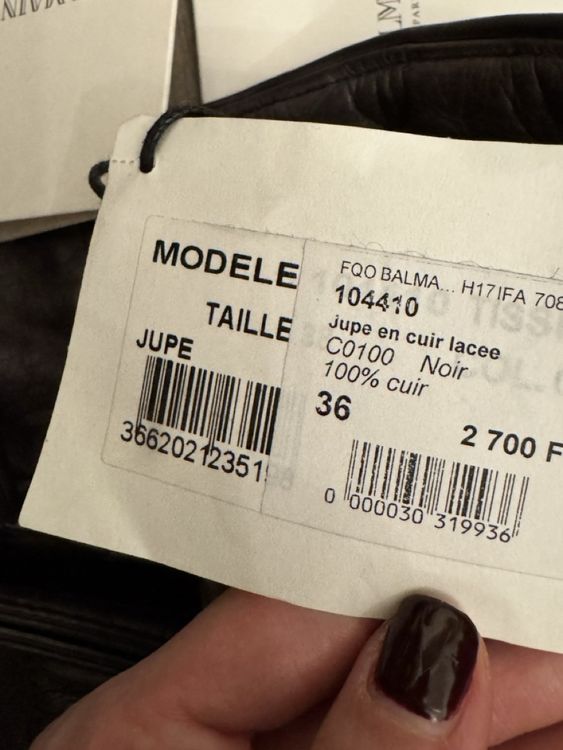 MODELE
TAILLE
JUPE
FQO BALMA... H17IFA 708
104410
Jupe en cuir lacee
C0100 Noir
100% cuir
36
2 700 F
0 000030 319936